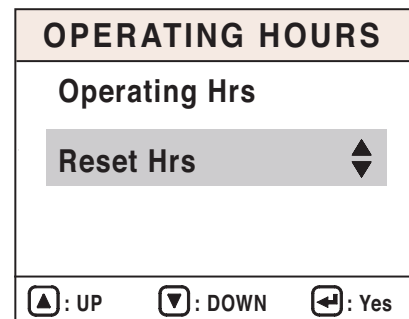 OPERATING HOURS
Operating Hrs
Reset Hrs
: UP : DOWN : Yes